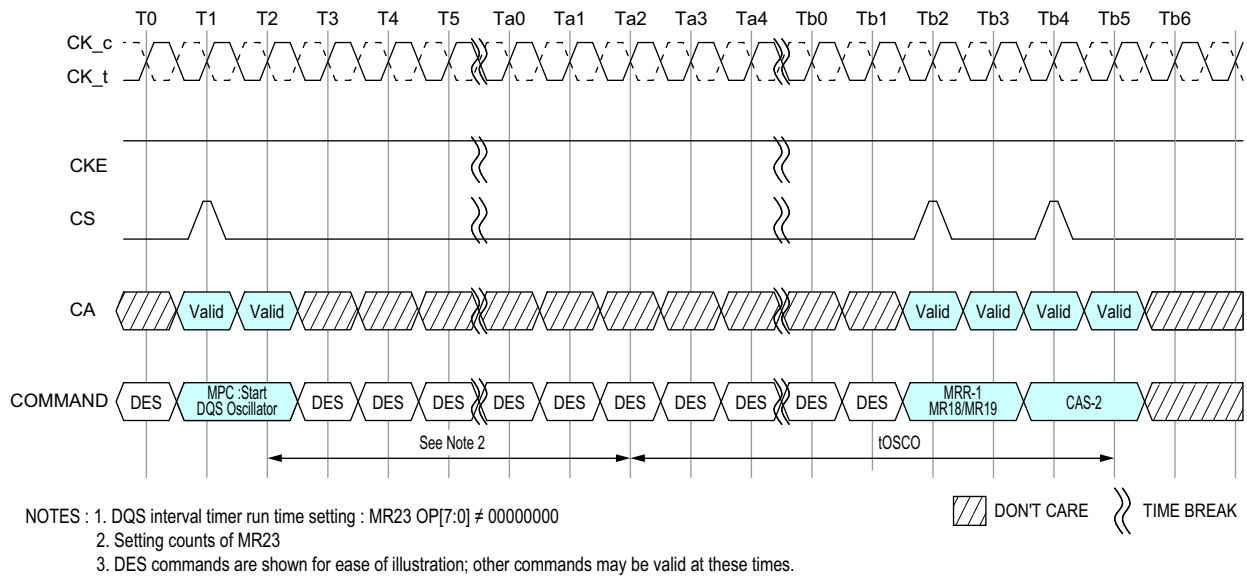 T0 T1 T2 T3 T4 T5 Ta0 Ta1 Ta2 Ta3 Ta4 Tb0 Tb1 Tb2 Tb3 Tb4 Tb5 Tb6
CK_c
CK_t
CKE
CS
CA Valid Valid Valid Valid Valid Valid
COMMAND DES MPC :Start DQS Oscillator DES DES DES DES DES DES DES DES DES DES MRR-1 MR18/MR19 CAS-2
See Note 2 tOSCO
NOTES : 1. DQS interval timer run time setting : MR23 OP[7:0] ≠ 00000000
2. Setting counts of MR23
3. DES commands are shown for ease of illustration; other commands may be valid at these times.
DON'T CARE TIME BREAK